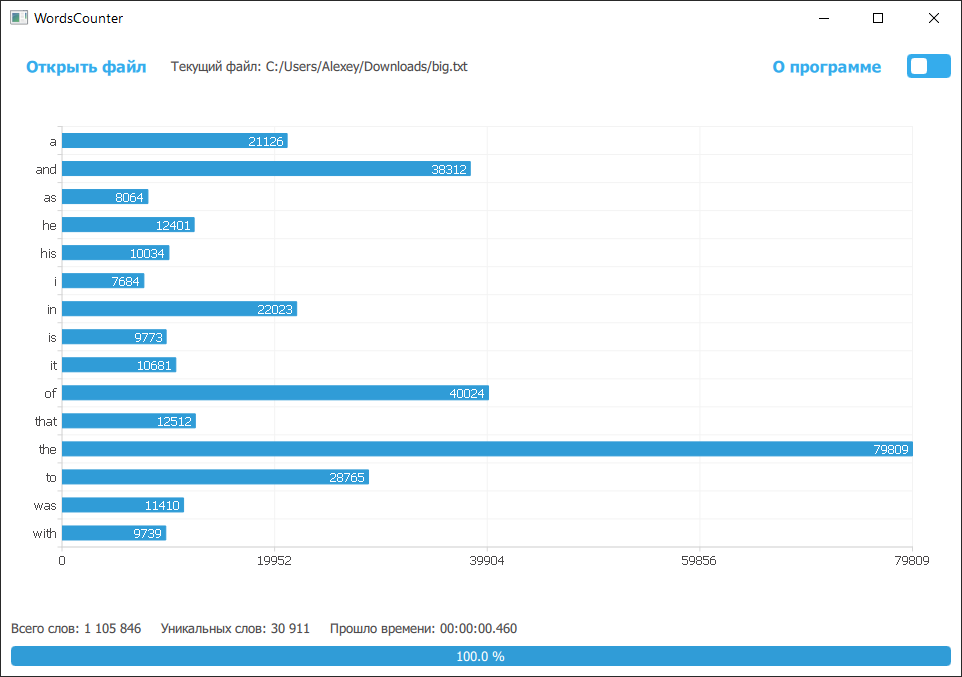 WordsCounter
Открыть файл Текущий файл: C:/Users/Alexey/Downloads/big.txt О программе
a 21126
and 38312
as 8064
he 12401
his 10034
i 7684
in 22023
is 9773
it 10681
of 40024
that 12512
the 79809
to 28765
was 11410
with 9739
0 19952 39904 59856 79809
Всего слов: 1 105 846 Уникальных слов: 30 911 Прошло времени: 00:00:00.460
100.0 %